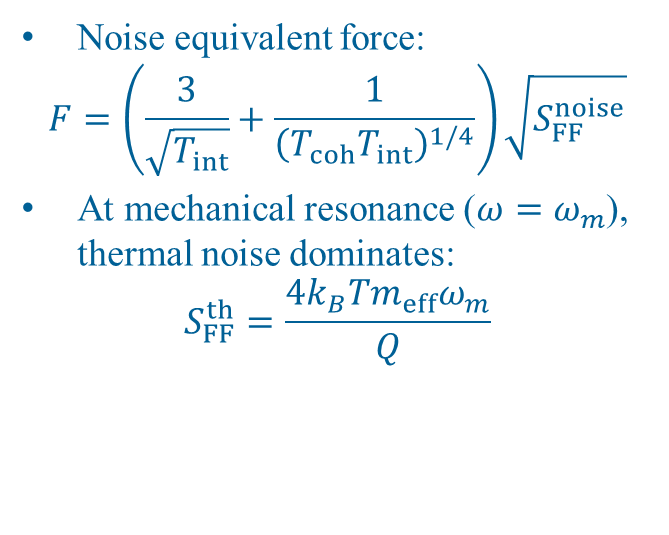 • Noise equivalent force:
F = (3/√T_int + 1/(T_coh T_int)^{1/4}) √S_FF^noise
• At mechanical resonance (ω = ω_m),
thermal noise dominates:
S_FF^th = 4k_B T m_eff ω_m / Q